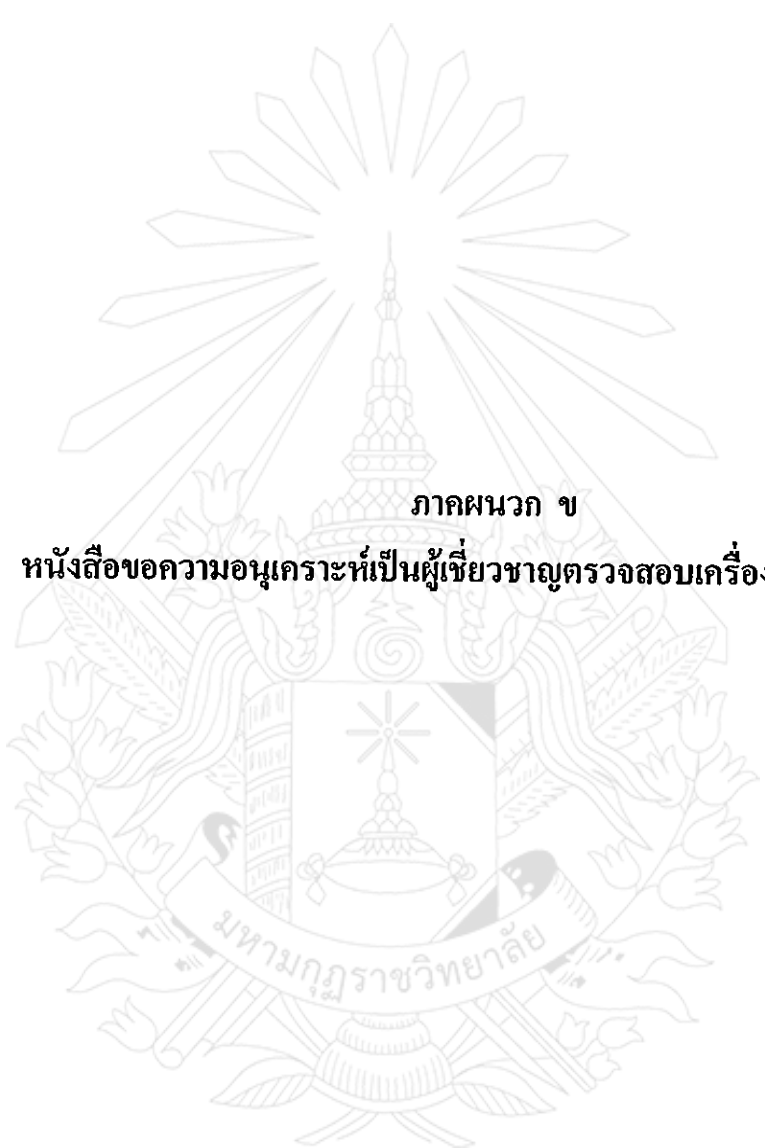 ภาคผนวก ข
หนังสือขอความอนุเคราะห์เป็นผู้เชี่ยวชาญตรวจสอบเครื่อง
มหามกุฏราชวิทยาลัย